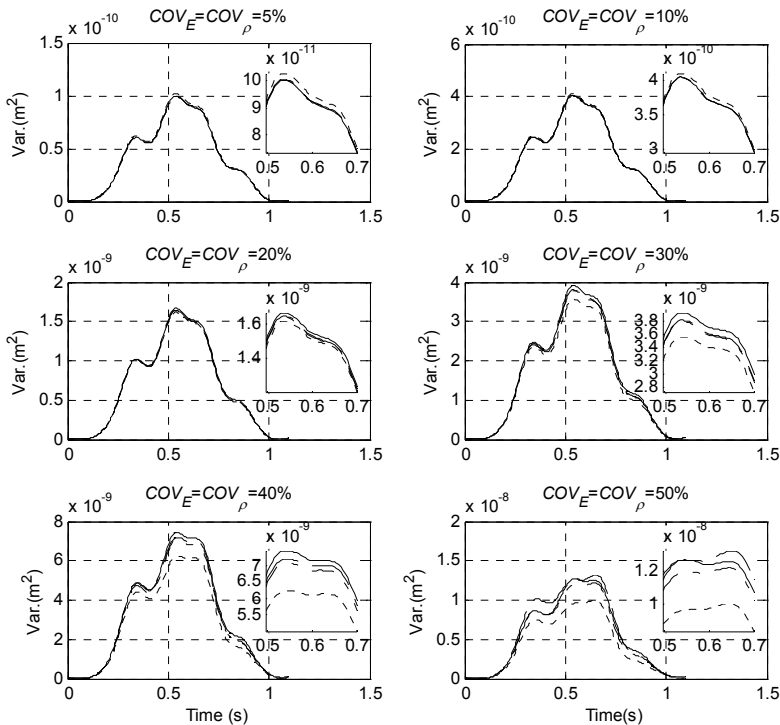 x 10^-10 COV_E=COV_ρ=5%
x 10^-11
1.5
1
0.5
0
Var.(m²)
10
9
8
0.5 0.6 0.7
0 0.5 1 1.5
x 10^-10 COV_E=COV_ρ=10%
x 10^-10
6
4
2
0
Var.(m²)
4
3.5
3
0.5 0.6 0.7
0 0.5 1 1.5
x 10^-9 COV_E=COV_ρ=20%
x 10^-9
2
1.5
1
0.5
0
Var.(m²)
1.6
1.4
0.5 0.6 0.7
0 0.5 1 1.5
x 10^-9 COV_E=COV_ρ=30%
x 10^-9
4
3
2
1
0
Var.(m²)
3.8
3.6
3.4
3.2
3
2.8
0.5 0.6 0.7
0 0.5 1 1.5
x 10^-9 COV_E=COV_ρ=40%
x 10^-9
8
6
4
2
0
Var.(m²)
7
6.5
6
5.5
0.5 0.6 0.7
0 0.5 1 1.5
Time (s)
x 10^-8 COV_E=COV_ρ=50%
x 10^-8
2
1.5
1
0.5
0
Var.(m²)
1.2
1
0.5 0.6 0.7
0 0.5 1 1.5
Time(s)